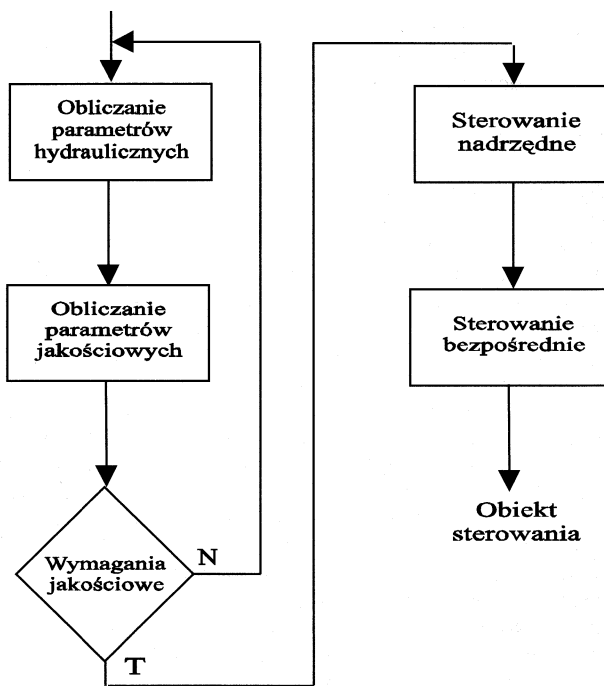 Obliczanie
parametrów
hydraulicznych
Obliczanie
parametrów
jakościowych
Wymagania
jakościowe
N
T
Sterowanie
nadrzędne
Sterowanie
bezpośrednie
Obiekt
sterowania